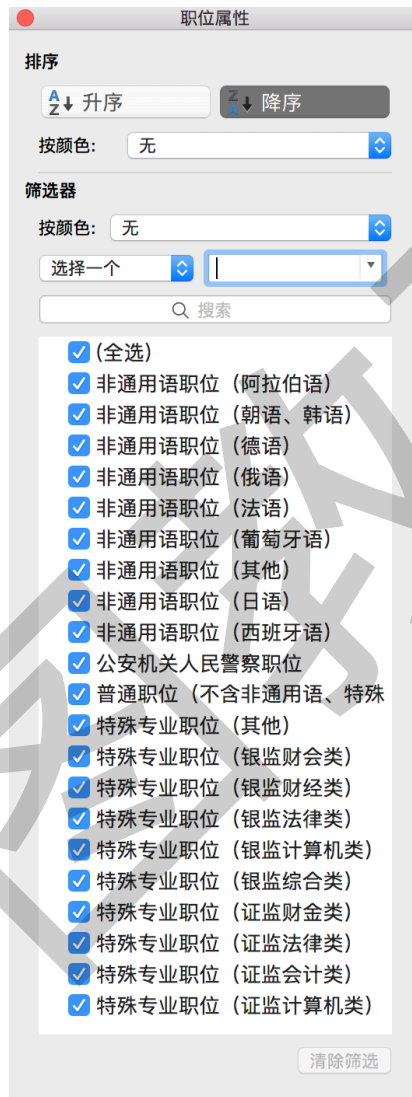 职位属性
排序
升序
降序
按颜色: 无
筛选器
按颜色: 无
选择一个
搜索
(全选)
非通用语职位（阿拉伯语）
非通用语职位（朝语、韩语）
非通用语职位（德语）
非通用语职位（俄语）
非通用语职位（法语）
非通用语职位（葡萄牙语）
非通用语职位（其他）
非通用语职位（日语）
非通用语职位（西班牙语）
公安机关人民警察职位
普通职位（不含非通用语、特殊
特殊专业职位（其他）
特殊专业职位（银监财会类）
特殊专业职位（银监财经类）
特殊专业职位（银监法律类）
特殊专业职位（银监计算机类）
特殊专业职位（银监综合类）
特殊专业职位（证监财金类）
特殊专业职位（证监法律类）
特殊专业职位（证监会计类）
特殊专业职位（证监计算机类）
清除筛选